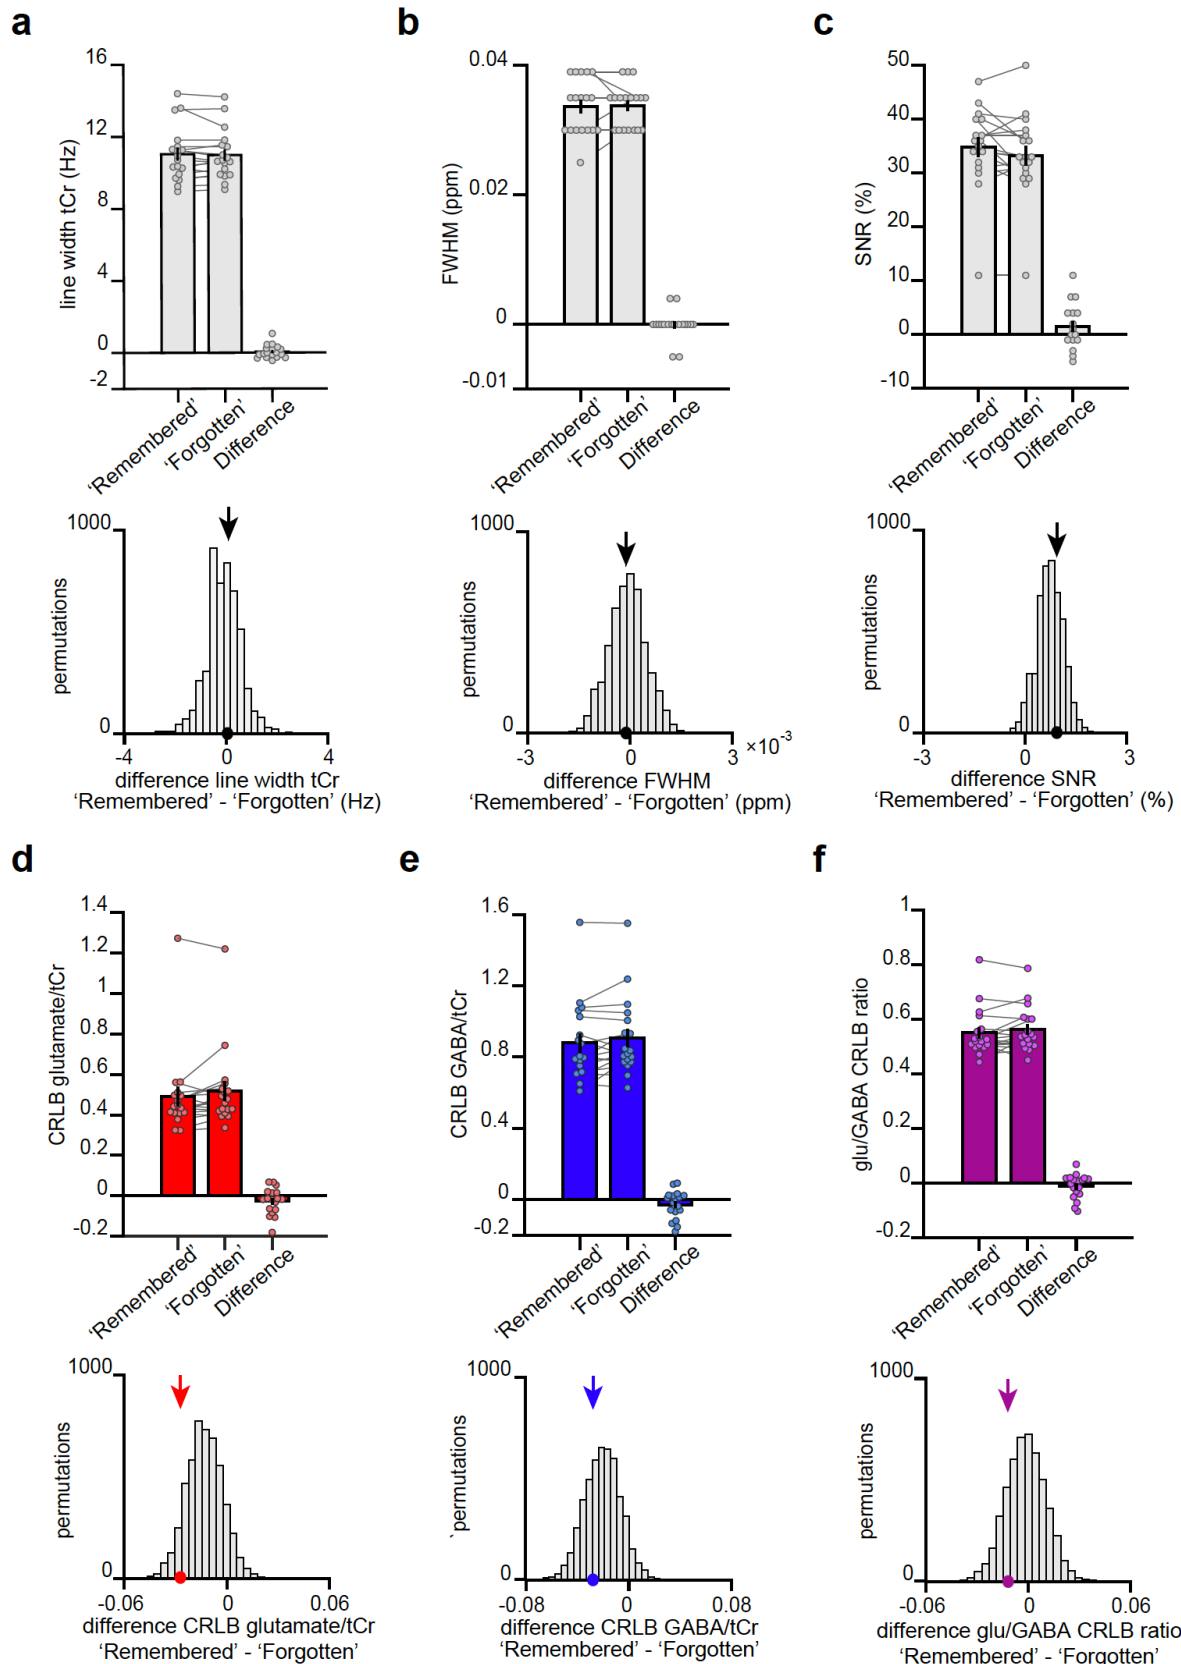 a
16
12
8
4
0
-2
line width tCr (Hz)
'Remembered'
'Forgotten'
Difference
b
0.04
0.02
0
-0.01
FWHM (ppm)
'Remembered'
'Forgotten'
Difference
c
50
40
30
20
10
0
-10
SNR (%)
'Remembered'
'Forgotten'
Difference
1000
0
permutations
-4
0
4
difference line width tCr
'Remembered' - 'Forgotten' (Hz)
1000
0
permutations
-3
0
3
×10⁻³
difference FWHM
'Remembered' - 'Forgotten' (ppm)
1000
0
permutations
-3
0
3
difference SNR
'Remembered' - 'Forgotten' (%)
d
1.4
1.2
1
0.8
0.6
0.4
0.2
0
-0.2
CRLB glutamate/tCr
'Remembered'
'Forgotten'
Difference
e
1.6
1.2
0.8
0.4
0
-0.2
CRLB GABA/tCr
'Remembered'
'Forgotten'
Difference
f
1
0.8
0.6
0.4
0.2
0
-0.2
glu/GABA CRLB ratio
'Remembered'
'Forgotten'
Difference
1000
0
permutations
-0.06
0
0.06
difference CRLB glutamate/tCr
'Remembered' - 'Forgotten'
1000
0
`permutations
-0.08
0
0.08
difference CRLB GABA/tCr
'Remembered' - 'Forgotten'
1000
0
permutations
-0.06
0
0.06
difference glu/GABA CRLB ratio
'Remembered' - 'Forgotten'